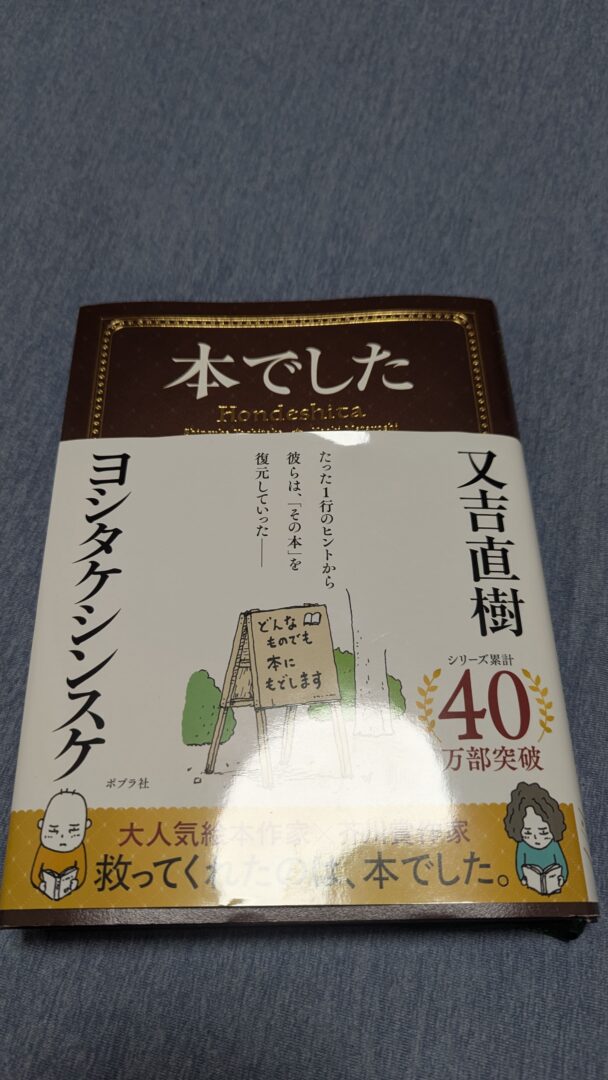 本でした
Hondeshita
又吉直樹
ヨシタケシンスケ
たった1行のヒントから
彼らは、「その本」を
復元していった――
どんな
ものでも
本に
もどします
シリーズ累計
40
万部突破
ポプラ社
大人気絵本作家 芥川賞作家
救ってくれたのは、本でした。